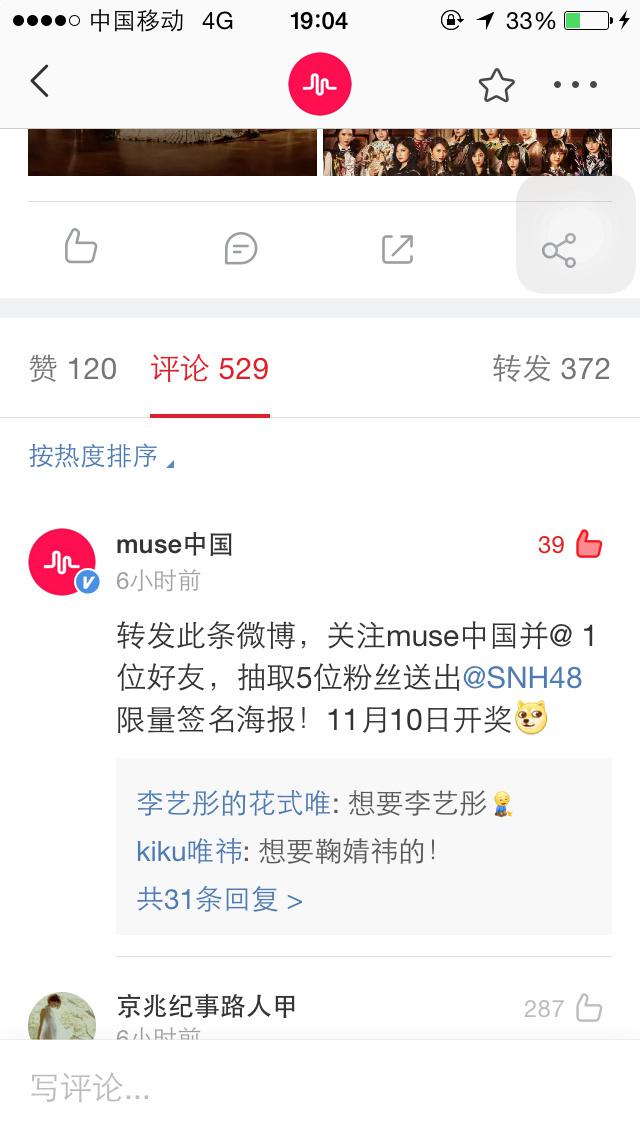 中国移动 4G 19:04 33%
赞 120 评论 529 转发 372
按热度排序
muse中国 39
6小时前
转发此条微博，关注muse中国并@ 1
位好友，抽取5位粉丝送出@SNH48
限量签名海报！11月10日开奖
李艺彤的花式唯: 想要李艺彤
kiku唯祎: 想要鞠婧祎的！
共31条回复 >
京兆纪事路人甲 287
6小时前
写评论...